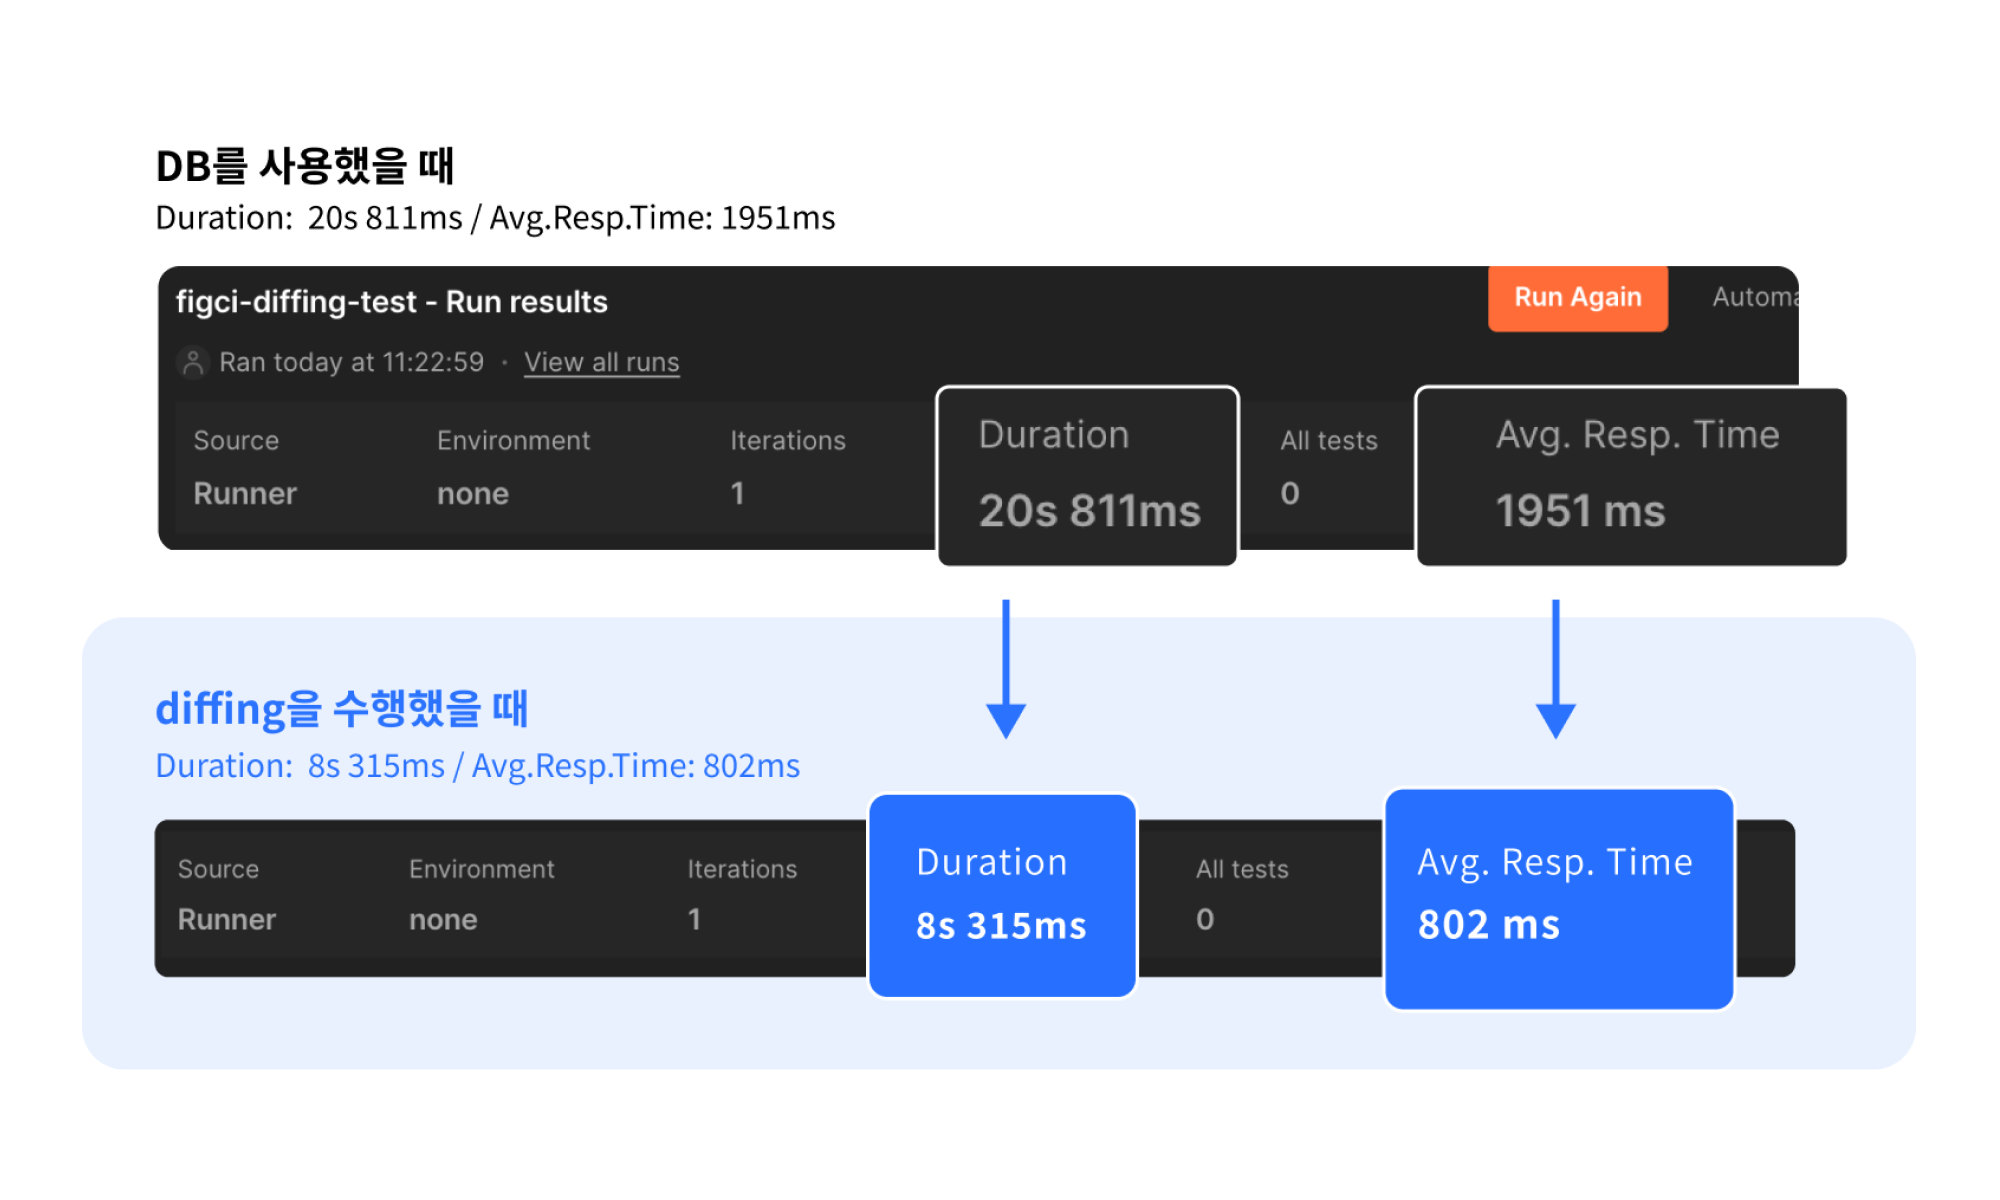 DB를 사용했을 때
Duration: 20s 811ms / Avg.Resp.Time: 1951ms
figci-diffing-test - Run results
Run Again
Automa
Ran today at 11:22:59 · View all runs
Source Environment Iterations Duration All tests Avg. Resp. Time
Runner none 1 20s 811ms 0 1951 ms
diffing을 수행했을 때
Duration: 8s 315ms / Avg.Resp.Time: 802ms
Source Environment Iterations Duration All tests Avg. Resp. Time
Runner none 1 8s 315ms 0 802 ms